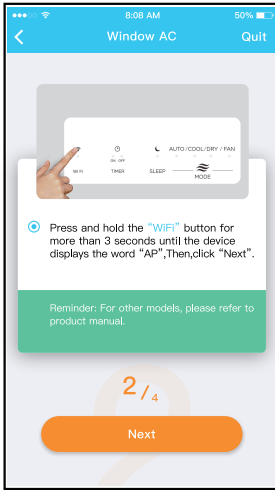 8:08 AM 50%
Window AC Quit
AUTO/COOL/DRY/FAN
ON OFF
Wi Fi TIMER SLEEP MODE
Press and hold the "WiFi" button for
more than 3 seconds until the device
displays the word "AP",Then,click "Next".
Reminder: For other models, please refer to
product manual.
2/4
Next